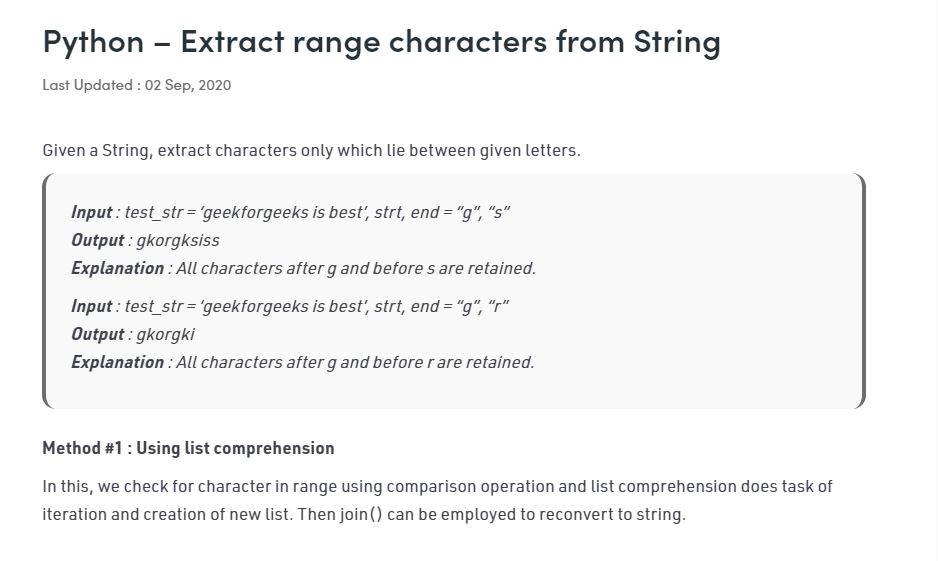 Python – Extract range characters from String
Last Updated : 02 Sep, 2020
Given a String, extract characters only which lie between given letters.
Input : test_str = ‘geekforgeeks is best’, strt, end = “g”, “s”
Output : gkorgksiss
Explanation : All characters after g and before s are retained.
Input : test_str = ‘geekforgeeks is best’, strt, end = “g”, “r”
Output : gkorgki
Explanation : All characters after g and before r are retained.
Method #1 : Using list comprehension
In this, we check for character in range using comparison operation and list comprehension does task of
iteration and creation of new list. Then join() can be employed to reconvert to string.